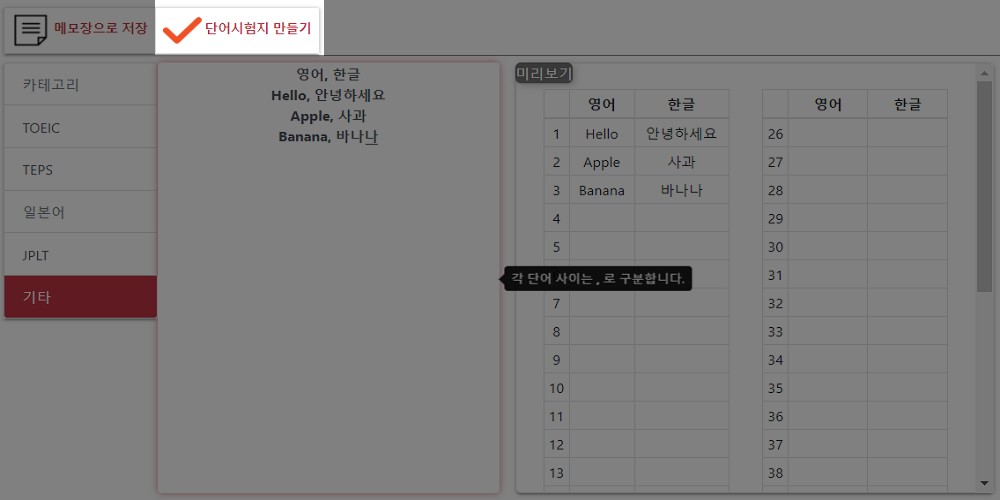 메모장으로 저장
단어시험지 만들기
카테고리
TOEIC
TEPS
일본어
JPLT
기타
영어, 한글
Hello, 안녕하세요
Apple, 사과
Banana, 바나나
각 단어 사이는 , 로 구분합니다.
미리보기
영어 한글
1 Hello 안녕하세요
2 Apple 사과
3 Banana 바나나
4
5
7
8
9
10
11
12
13
영어 한글
26
27
28
29
30
31
32
33
34
35
36
37
38